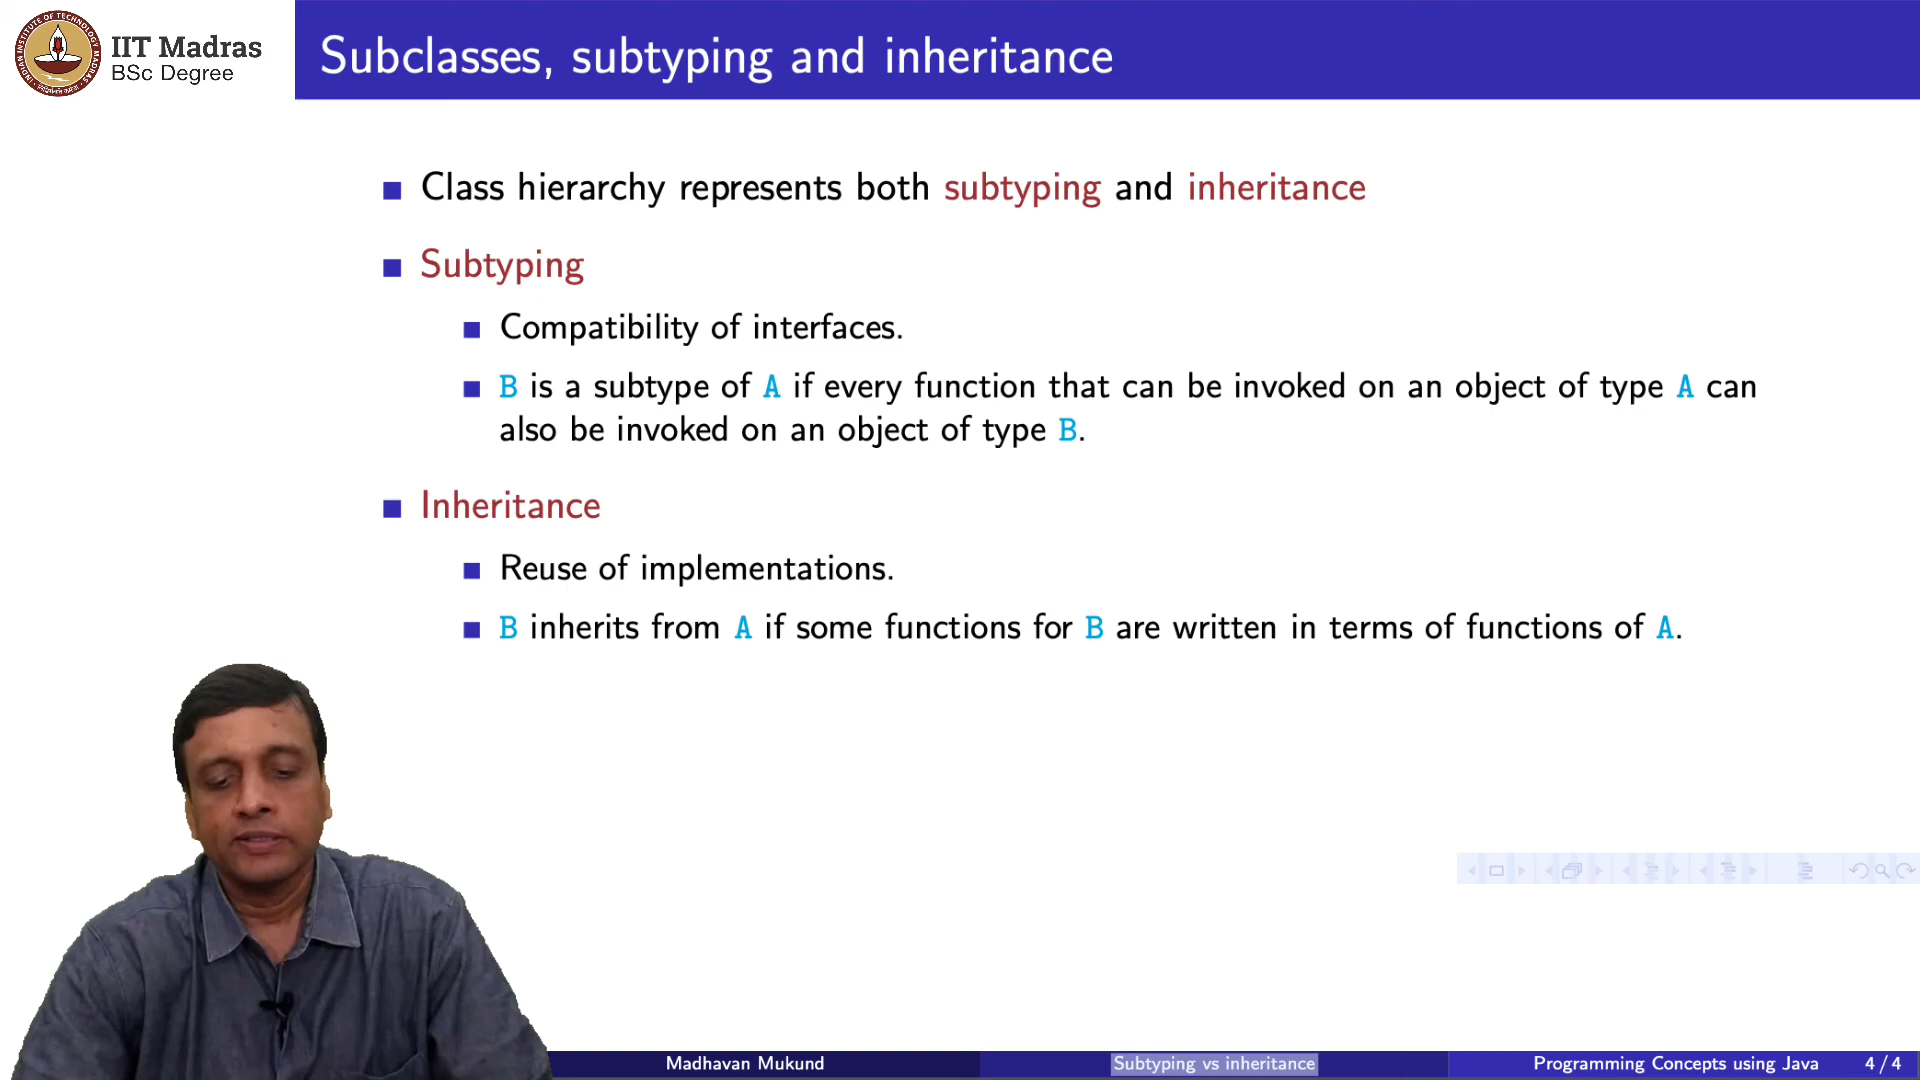 IIT Madras
BSc Degree
Subclasses, subtyping and inheritance
Class hierarchy represents both subtyping and inheritance
Subtyping
Compatibility of interfaces.
B is a subtype of A if every function that can be invoked on an object of type A can
also be invoked on an object of type B.
Inheritance
Reuse of implementations.
B inherits from A if some functions for B are written in terms of functions of A.
Madhavan Mukund
Subtyping vs inheritance
Programming Concepts using Java
4 / 4